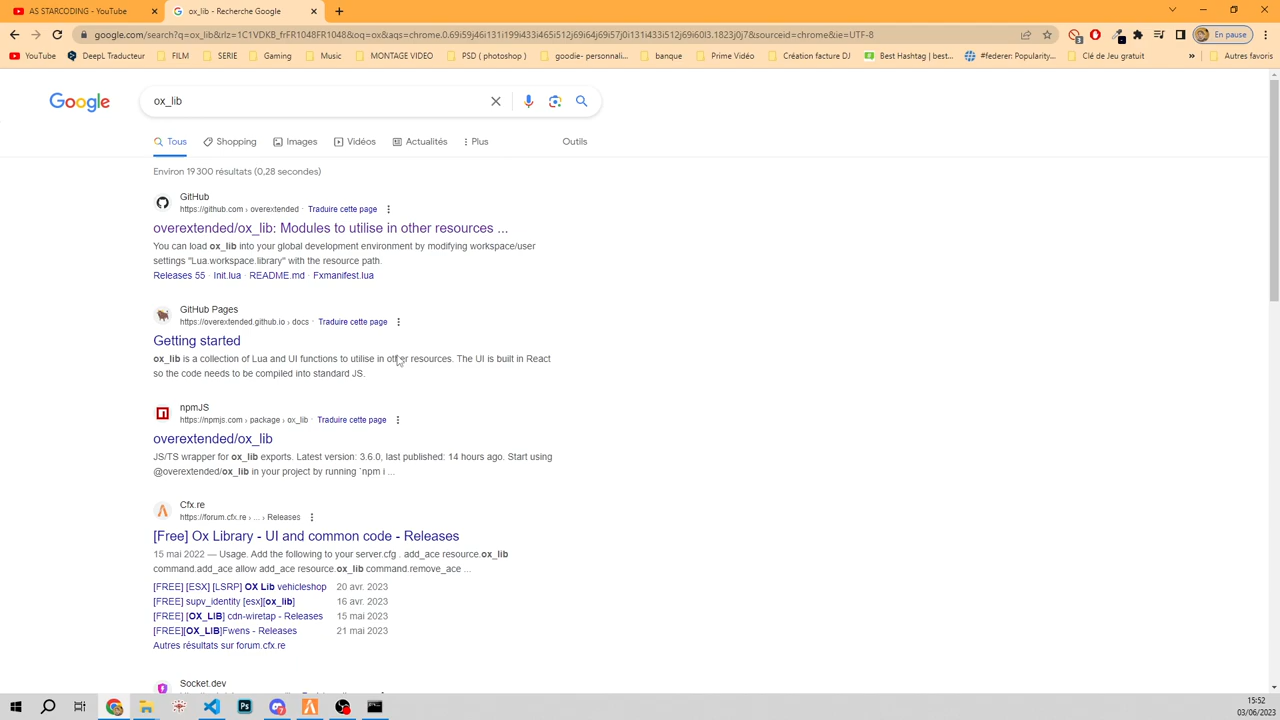 AS STARCODING - YouTube
ox_lib - Recherche Google
google.com/search?q=ox_lib&rlz=1C1VDKB_frFR1048FR1048&oq=ox&aqs=chrome.0.69i59j46i131i199i433i465i512j69i64j69i57j0i131i433i512j69i60l3.1823j0j7&sourceid=chrome&ie=UTF-8
En pause
YouTube
DeepL Traducteur
FILM
SERIE
Gaming
Music
MONTAGE VIDEO
PSD ( photoshop )
goodie- personnali...
banque
Prime Vidéo
Création facture DJ
Best Hashtag | best...
#federer: Popularity...
Clé de Jeu gratuit
»
Autres favoris
Google
ox_lib
Tous
Shopping
Images
Vidéos
Actualités
Plus
Outils
Environ 19 300 résultats (0,28 secondes)
GitHub
https://github.com › overextended · Traduire cette page
overextended/ox_lib: Modules to utilise in other resources ...
You can load ox_lib into your global development environment by modifying workspace/user
settings "Lua.workspace.library" with the resource path.
Releases 55 · Init.lua · README.md · Fxmanifest.lua
GitHub Pages
https://overextended.github.io › docs · Traduire cette page
Getting started
ox_lib is a collection of Lua and UI functions to utilise in other resources. The UI is built in React
so the code needs to be compiled into standard JS.
npmJS
https://npmjs.com › package › ox_lib · Traduire cette page
overextended/ox_lib
JS/TS wrapper for ox_lib exports. Latest version: 3.6.0, last published: 14 hours ago. Start using
@overextended/ox_lib in your project by running `npm i ...
Cfx.re
https://forum.cfx.re › ... › Releases
[Free] Ox Library - UI and common code - Releases
15 mai 2022 — Usage. Add the following to your server.cfg . add_ace resource.ox_lib
command.add_ace allow add_ace resource.ox_lib command.remove_ace ...
[FREE] [ESX] [LSRP] OX Lib vehicleshop 20 avr. 2023
[FREE] supv_identity [esx][ox_lib] 16 avr. 2023
[FREE] [OX_LIB] cdn-wiretap - Releases 15 mai 2023
[FREE][OX_LIB]Fwens - Releases 21 mai 2023
Autres résultats sur forum.cfx.re
Socket.dev
15:52
03/06/2023